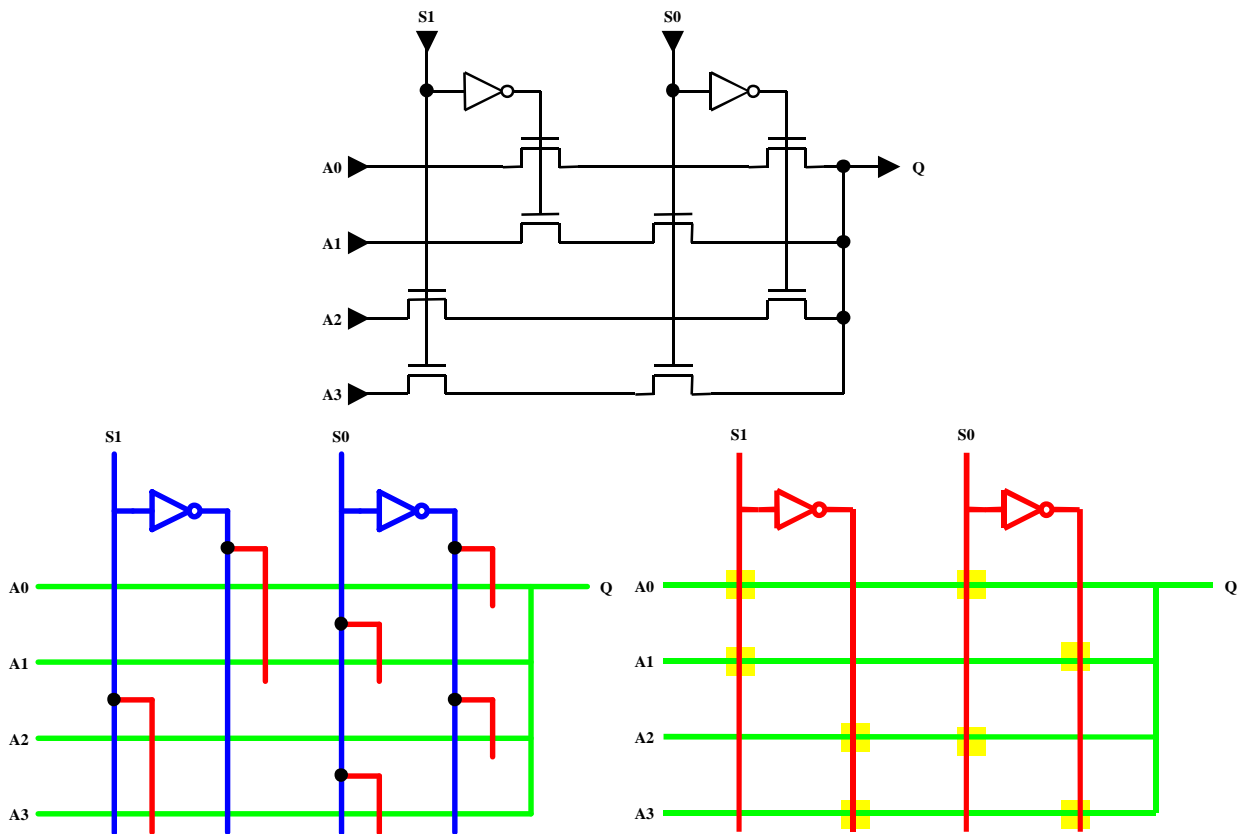 S1 S0
A0 Q
A1
A2
A3
S1 S0 S1 S0
A0 Q A0 Q
A1 A1
A2 A2
A3 A3